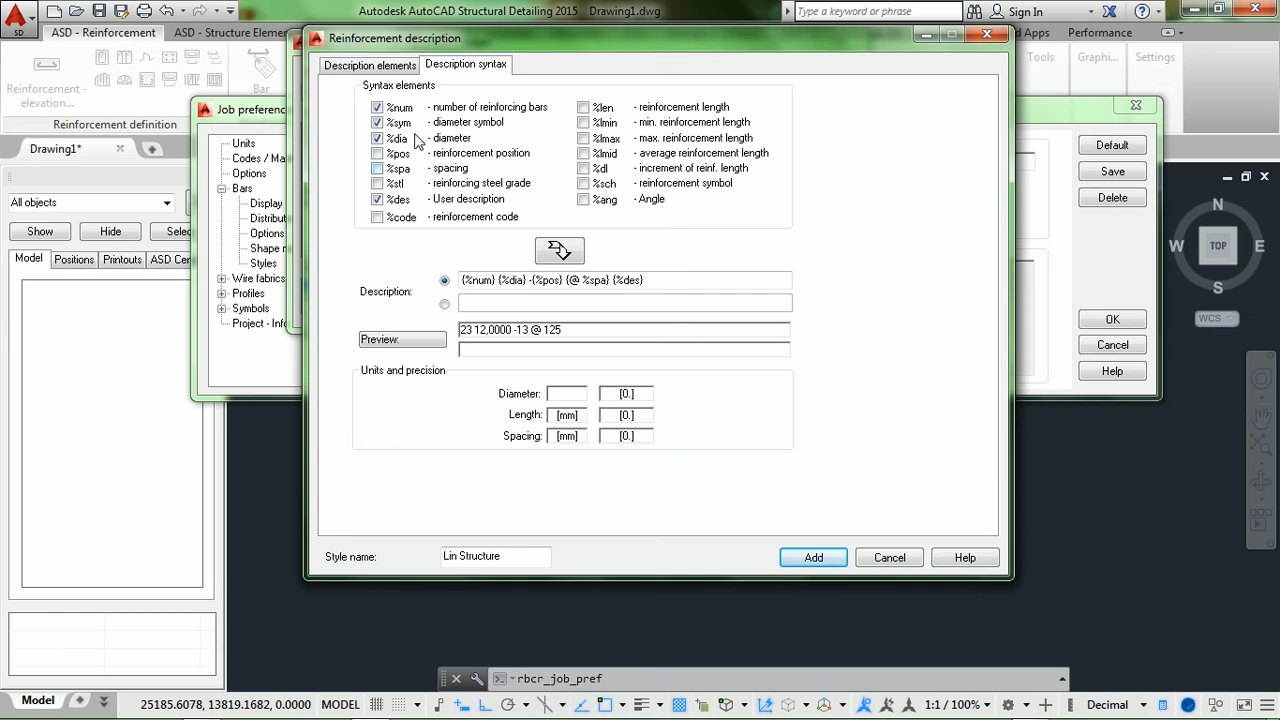 Autodesk AutoCAD Structural Detailing 2015 Drawing1.dwg
Type a keyword or phrase
Sign In
SD
ASD - Reinforcement
ASD - Structure Elem
d Apps
Performance
Reinforcement - elevation...
Bar
Tools
Graphi...
Settings
Reinforcement definition
Drawing1*
All objects
Show
Hide
Selec
Model
Positions
Printouts
ASD Cen
Job preferenc
Units
Codes / Ma
Options
Bars
Display
Distribut
Options
Shape n
Styles
Wire fabrics
Profiles
Symbols
Project - Info
Reinforcement description
Description elements
Description syntax
Syntax elements
%num - number of reinforcing bars
%sym - diameter symbol
%dia - diameter
%pos - reinforcement position
%spa - spacing
%stl - reinforcing steel grade
%des - User description
%code - reinforcement code
%len - reinforcement length
%lmin - min. reinforcement length
%lmax - max. reinforcement length
%lmid - average reinforcement length
%dl - increment of reinf. length
%sch - reinforcement symbol
%ang - Angle
Description:
{%num} {%dia} -{%pos} {@ %spa} {%des}
Preview:
23 12,0000 -13 @ 125
Units and precision
Diameter: [0.]
Length: [mm] [0.]
Spacing: [mm] [0.]
Style name: Lin Structure
Add
Cancel
Help
Default
Save
Delete
OK
Cancel
Help
N
W
TOP
E
S
WCS
rbcr_job_pref
Model
25185.6078, 13819.1682, 0.0000
MODEL
1:1 / 100%
Decimal